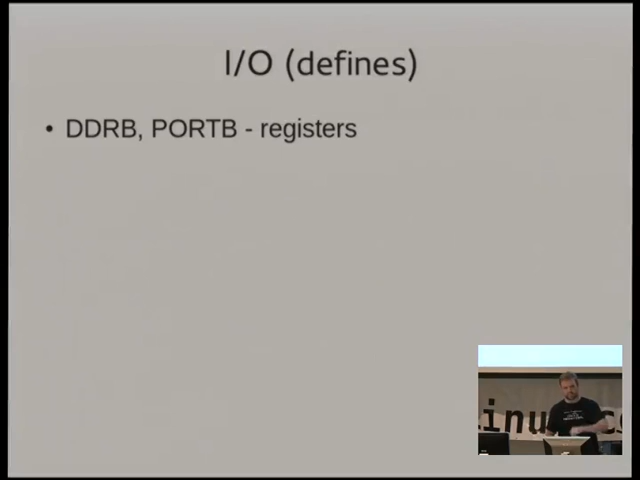 I/O (defines)
• DDRB, PORTB - registers